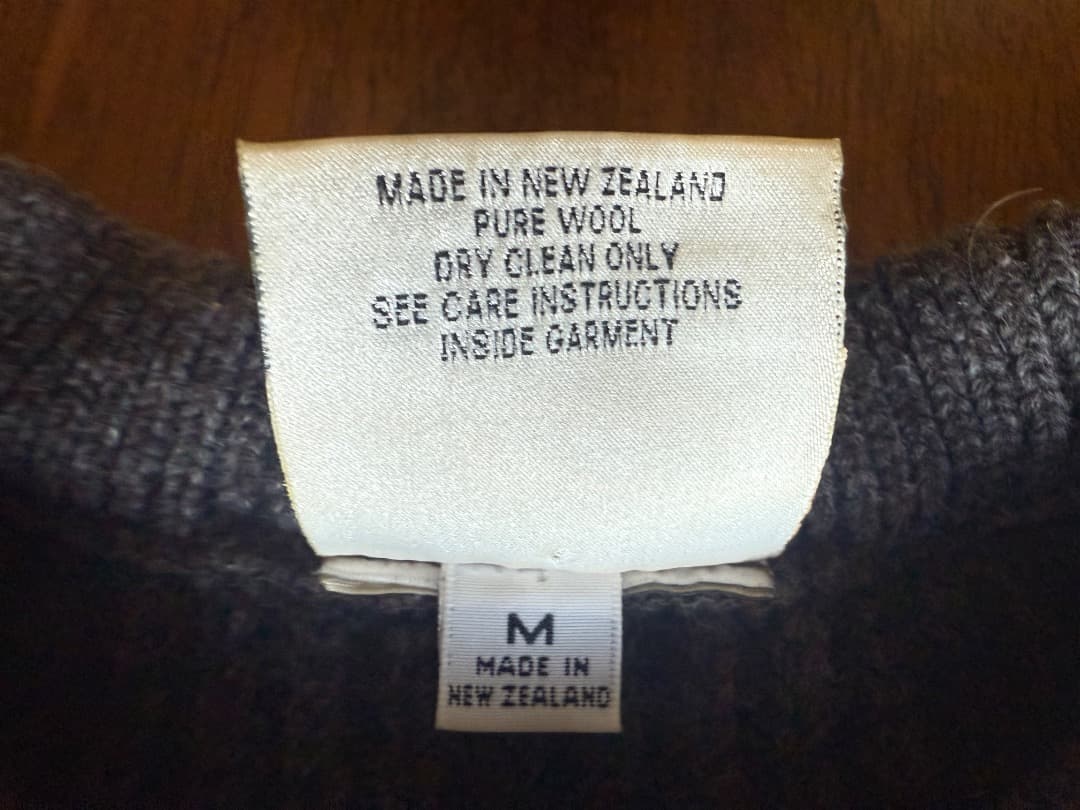 MADE IN NEW ZEALAND
PURE WOOL
DRY CLEAN ONLY
SEE CARE INSTRUCTIONS
INSIDE GARMENT
M
MADE IN
NEW ZEALAND